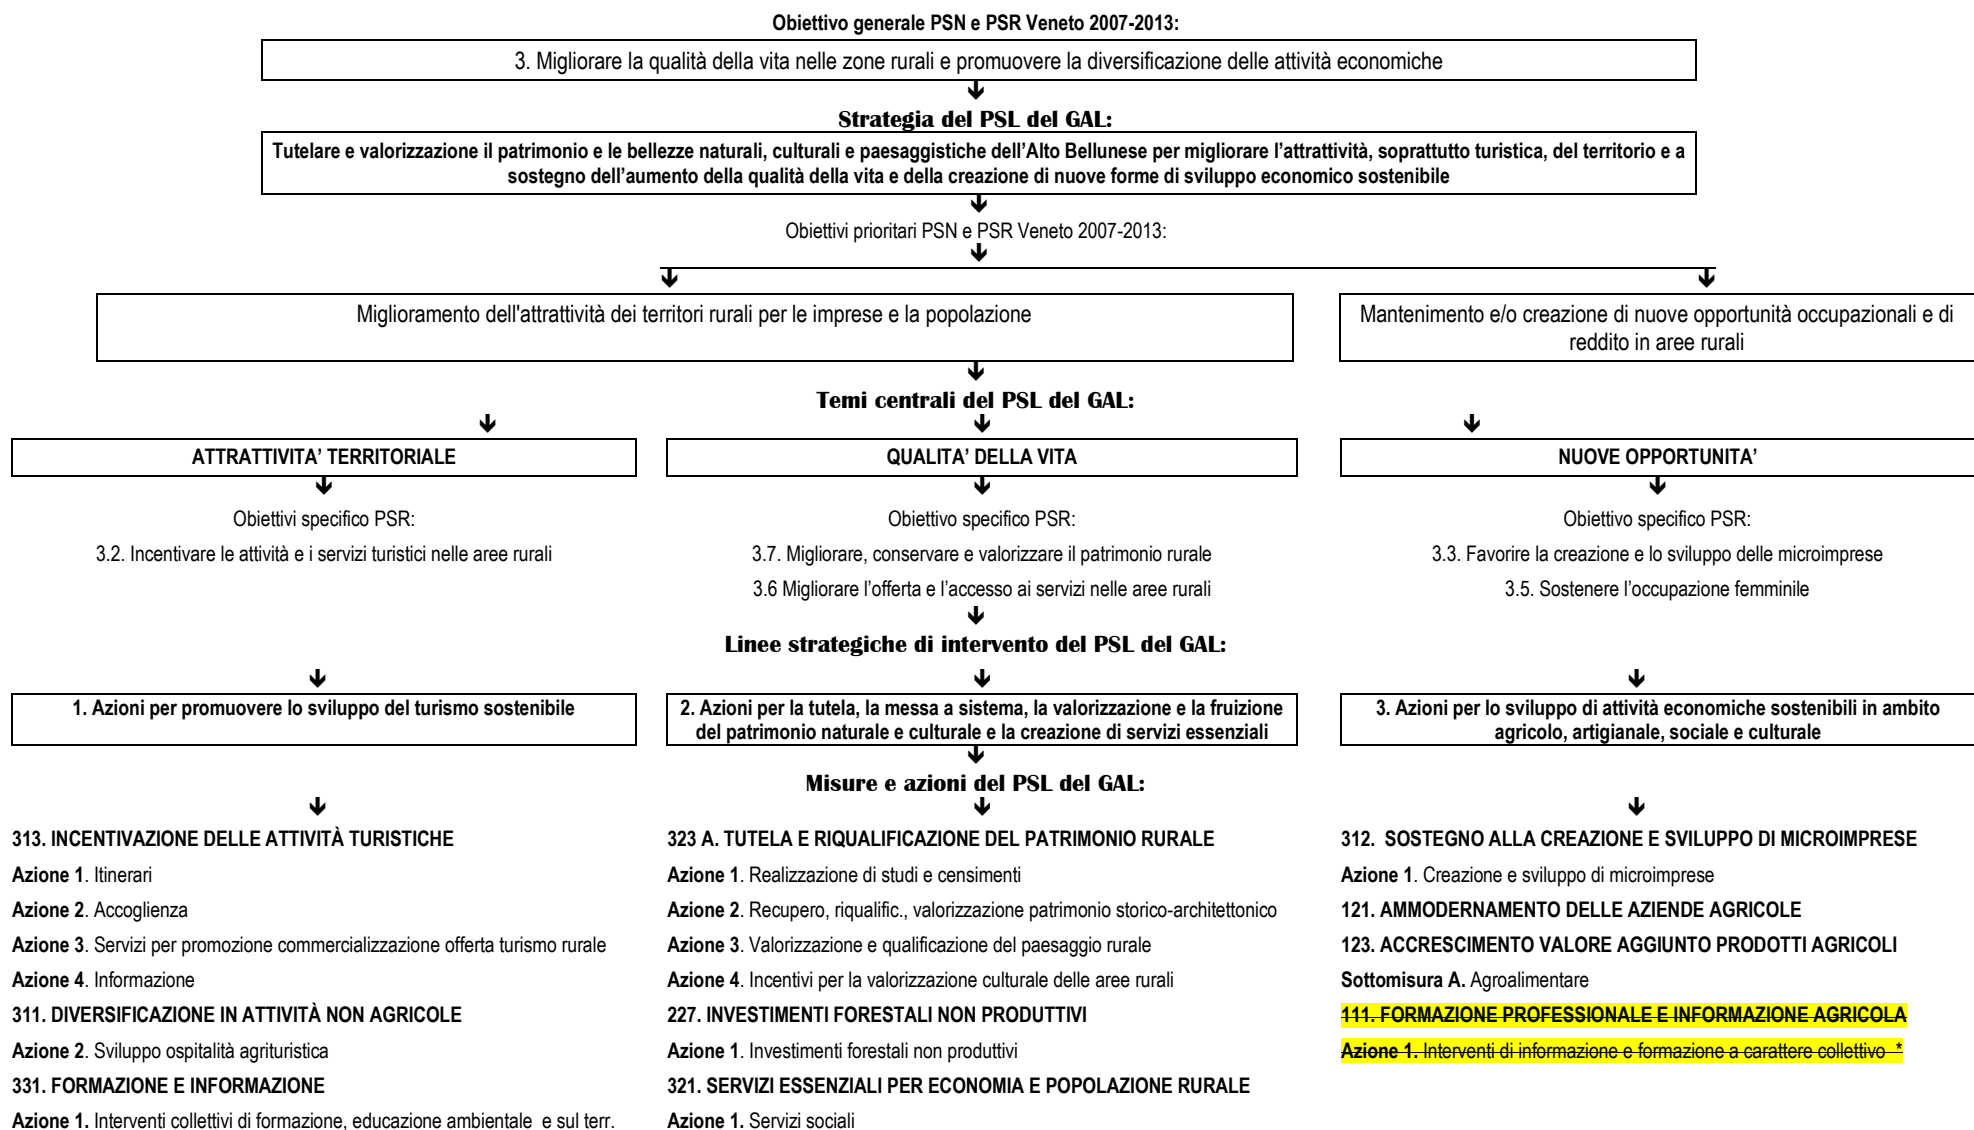 Obiettivo generale PSN e PSR Veneto 2007-2013:
3. Migliorare la qualità della vita nelle zone rurali e promuovere la diversificazione delle attività economiche
Strategia del PSL del GAL:
Tutelare e valorizzazione il patrimonio e le bellezze naturali, culturali e paesaggistiche dell'Alto Bellunese per migliorare l'attrattività, soprattutto turistica, del territorio e a
sostegno dell'aumento della qualità della vita e della creazione di nuove forme di sviluppo economico sostenibile
Obiettivi prioritari PSN e PSR Veneto 2007-2013:
Miglioramento dell'attrattività dei territori rurali per le imprese e la popolazione
Mantenimento e/o creazione di nuove opportunità occupazionali e di
reddito in aree rurali
Temi centrali del PSL del GAL:
ATTRATTIVITA' TERRITORIALE
QUALITA' DELLA VITA
NUOVE OPPORTUNITA'
Obiettivi specifico PSR:
3.2. Incentivare le attività e i servizi turistici nelle aree rurali
Obiettivo specifico PSR:
3.7. Migliorare, conservare e valorizzare il patrimonio rurale
3.6 Migliorare l'offerta e l'accesso ai servizi nelle aree rurali
Obiettivo specifico PSR:
3.3. Favorire la creazione e lo sviluppo delle microimprese
3.5. Sostenere l'occupazione femminile
Linee strategiche di intervento del PSL del GAL:
1. Azioni per promuovere lo sviluppo del turismo sostenibile
2. Azioni per la tutela, la messa a sistema, la valorizzazione e la fruizione
del patrimonio naturale e culturale e la creazione di servizi essenziali
3. Azioni per lo sviluppo di attività economiche sostenibili in ambito
agricolo, artigianale, sociale e culturale
Misure e azioni del PSL del GAL:
313. INCENTIVAZIONE DELLE ATTIVITÀ TURISTICHE
Azione 1. Itinerari
Azione 2. Accoglienza
Azione 3. Servizi per promozione commercializzazione offerta turismo rurale
Azione 4. Informazione
311. DIVERSIFICAZIONE IN ATTIVITÀ NON AGRICOLE
Azione 2. Sviluppo ospitalità agrituristica
331. FORMAZIONE E INFORMAZIONE
Azione 1. Interventi collettivi di formazione, educazione ambientale e sul terr.
323 A. TUTELA E RIQUALIFICAZIONE DEL PATRIMONIO RURALE
Azione 1. Realizzazione di studi e censimenti
Azione 2. Recupero, riqualific., valorizzazione patrimonio storico-architettonico
Azione 3. Valorizzazione e qualificazione del paesaggio rurale
Azione 4. Incentivi per la valorizzazione culturale delle aree rurali
227. INVESTIMENTI FORESTALI NON PRODUTTIVI
Azione 1. Investimenti forestali non produttivi
321. SERVIZI ESSENZIALI PER ECONOMIA E POPOLAZIONE RURALE
Azione 1. Servizi sociali
312. SOSTEGNO ALLA CREAZIONE E SVILUPPO DI MICROIMPRESE
Azione 1. Creazione e sviluppo di microimprese
121. AMMODERNAMENTO DELLE AZIENDE AGRICOLE
123. ACCRESCIMENTO VALORE AGGIUNTO PRODOTTI AGRICOLI
Sottomisura A. Agroalimentare
111. FORMAZIONE PROFESSIONALE E INFORMAZIONE AGRICOLA
Azione 1. Interventi di informazione e formazione a carattere collettivo *